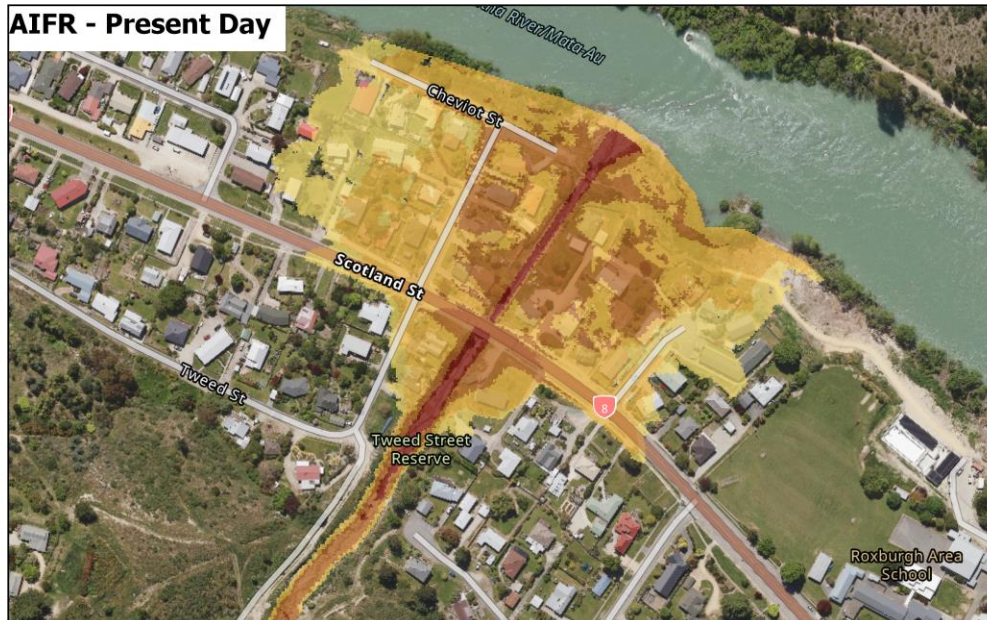 AIFR - Present Day
River/Mata-Au
Cheviot St
Scotland St
Tweed St
8
Tweed Street
Reserve
Roxburgh Area
School